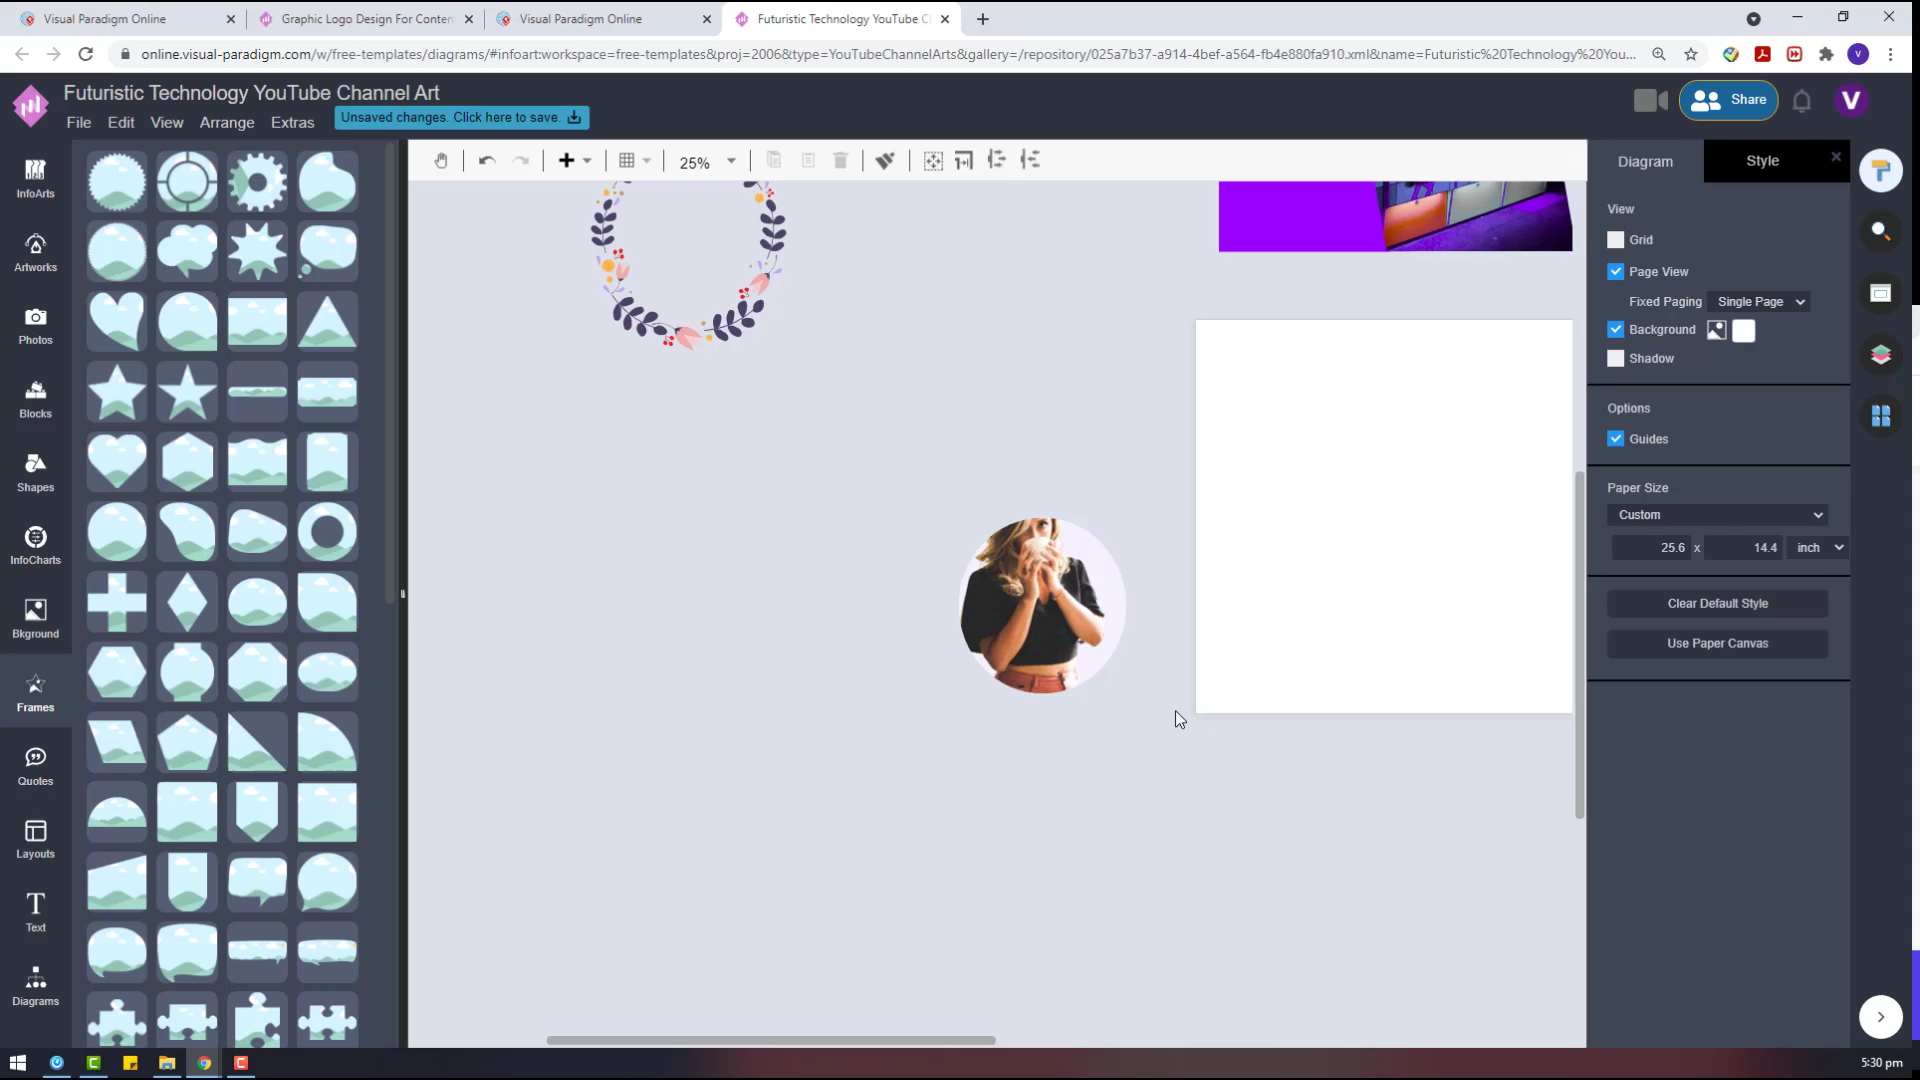 Visual Paradigm Online
Graphic Logo Design For Conten
Visual Paradigm Online
Futuristic Technology YouTube C
online.visual-paradigm.com/w/free-templates/diagrams/#infoart:workspace=free-templates&proj=2006&type=YouTubeChannelArts&gallery=/repository/025a7b37-a914-4bef-a564-fb4e880fa910.xml&name=Futuristic%20Technology%20You...
V
Futuristic Technology YouTube Channel Art
File Edit View Arrange Extras
Unsaved changes. Click here to save.
Share
V
25%
InfoArts
Artworks
Photos
Blocks
Shapes
InfoCharts
Bkground
Frames
Quotes
Layouts
Text
Diagrams
Diagram Style
View
Grid
Page View
Fixed Paging Single Page
Background
Shadow
Options
Guides
Paper Size
Custom
25.6 x 14.4 inch
Clear Default Style
Use Paper Canvas
5:30 pm